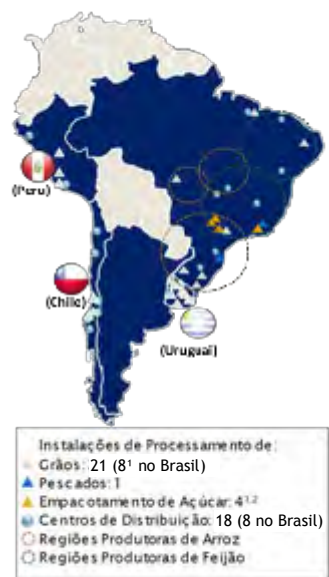 (Peru)
(Chile)
(Uruguai)
Instalações de Processamento de:
Grãos: 21 (8¹ no Brasil)
Pescados: 1
Empacotamento de Açúcar: 4¹,²
Centros de Distribuição: 18 (8 no Brasil)
Regiões Produtoras de Arroz
Regiões Produtoras de Feijão